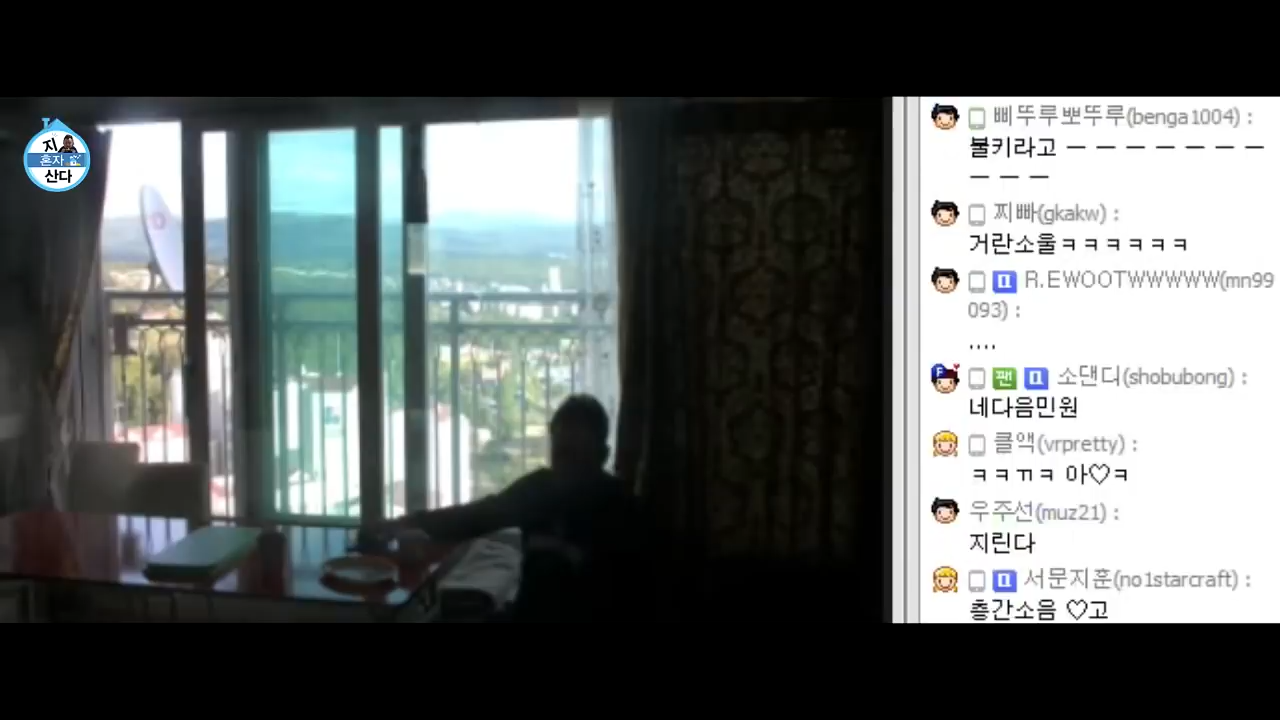 지
혼자
산다
삐뚜루뽀뚜루(benga1004) :
불키라고 ㅡㅡㅡㅡㅡㅡㅡ
ㅡㅡㅡ
찌빠(gkakw) :
거란소울ㅋㅋㅋㅋㅋㅋ
R.EWOOTWWWWW(mn99
093) :
....
팬 소댄디(shobubong) :
네다음민원
클액(vrpretty) :
ㅋㅋㄲㅋ 아♡ㅋ
우주선(muz21) :
지린다
서문지훈(no1starcraft) :
층간소음 ♡고